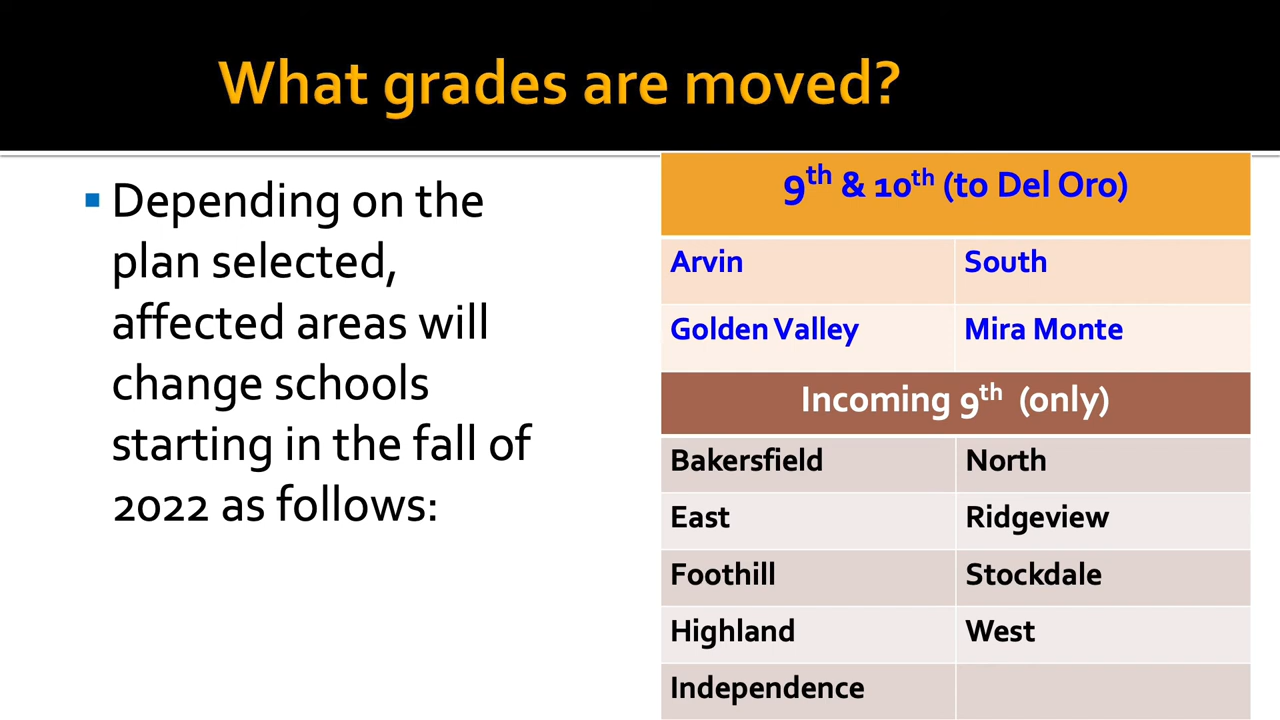 What grades are moved?
▪ Depending on the
plan selected,
affected areas will
change schools
starting in the fall of
2022 as follows:
9th & 10th (to Del Oro)
Arvin South
Golden Valley Mira Monte
Incoming 9th (only)
Bakersfield North
East Ridgeview
Foothill Stockdale
Highland West
Independence